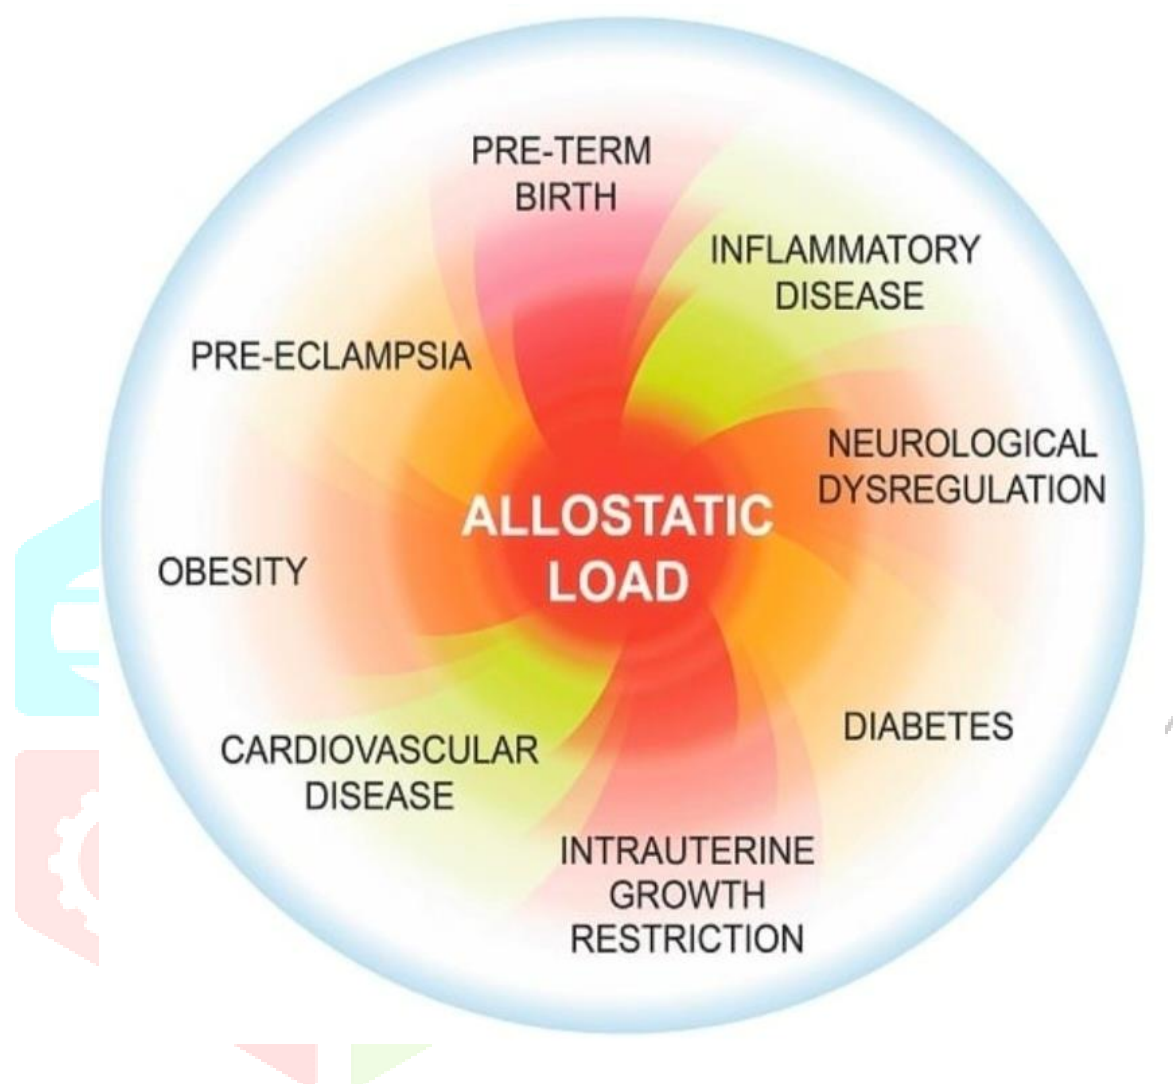 PRE-TERM
BIRTH
INFLAMMATORY
DISEASE
PRE-ECLAMPSIA
NEUROLOGICAL
DYSREGULATION
ALLOSTATIC
LOAD
OBESITY
DIABETES
CARDIOVASCULAR
DISEASE
INTRAUTERINE
GROWTH
RESTRICTION